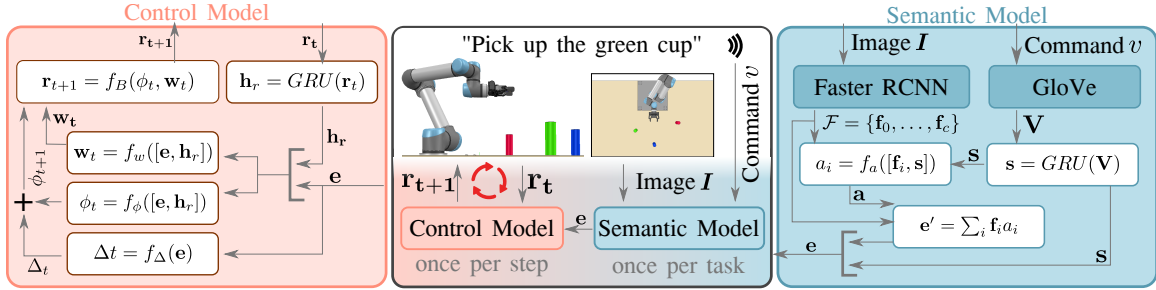 Control Model
r_{t+1}
r_t
r_{t+1} = f_B(ϕ_t, w_t)
h_r = GRU(r_t)
w_t
h_r
w_t = f_w([e, h_r])
ϕ_{t+1}
e
ϕ_t = f_ϕ([e, h_r])
+
Δt = f_Δ(e)
Δ_t
"Pick up the green cup"
Command v
r_{t+1}
r_t
Image I
Control Model
e
Semantic Model
once per step
once per task
Semantic Model
Image I
Command v
Faster RCNN
GloVe
F = {f_0, . . . , f_c}
V
a_i = f_a([f_i, s])
s
s = GRU(V)
a
e′ = ∑_i f_i a_i
e
s